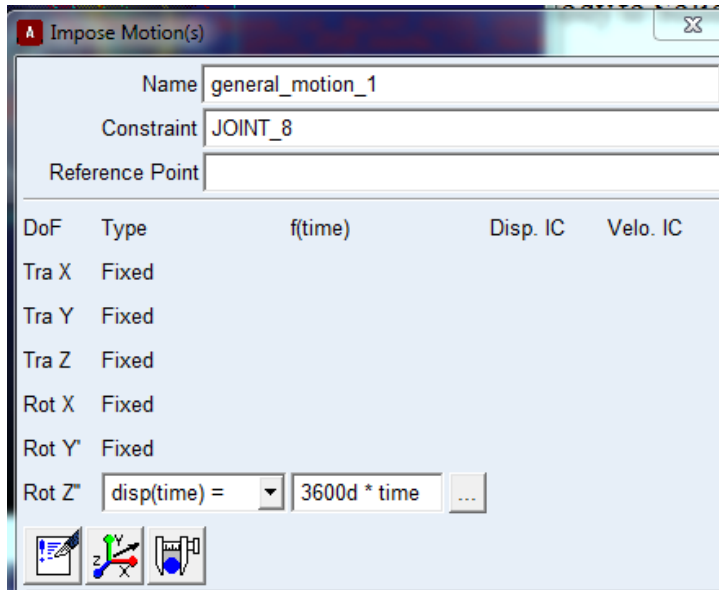 Impose Motion(s)
Name general_motion_1
Constraint JOINT_8
Reference Point
DoF Type f(time) Disp. IC Velo. IC
Tra X Fixed
Tra Y Fixed
Tra Z Fixed
Rot X Fixed
Rot Y' Fixed
Rot Z" disp(time) = 3600d * time ...
Z Y X